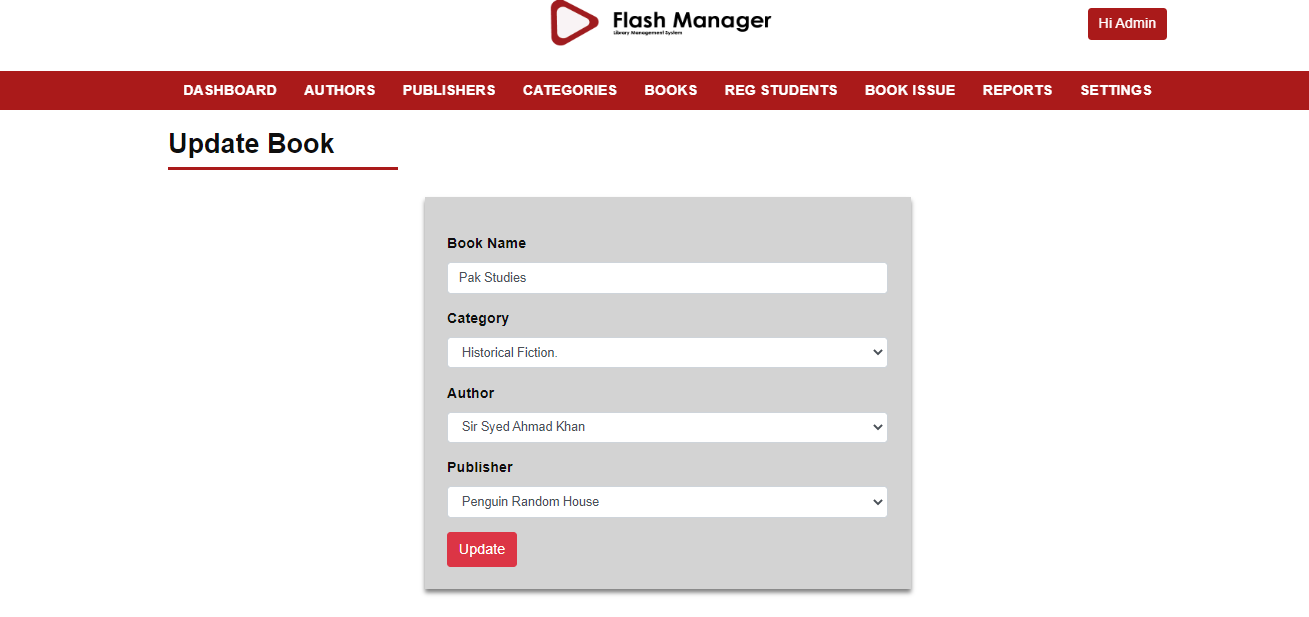 Flash Manager
Library Management System
Hi Admin
DASHBOARD AUTHORS PUBLISHERS CATEGORIES BOOKS REG STUDENTS BOOK ISSUE REPORTS SETTINGS
Update Book
Book Name
Pak Studies
Category
Historical Fiction.
Author
Sir Syed Ahmad Khan
Publisher
Penguin Random House
Update